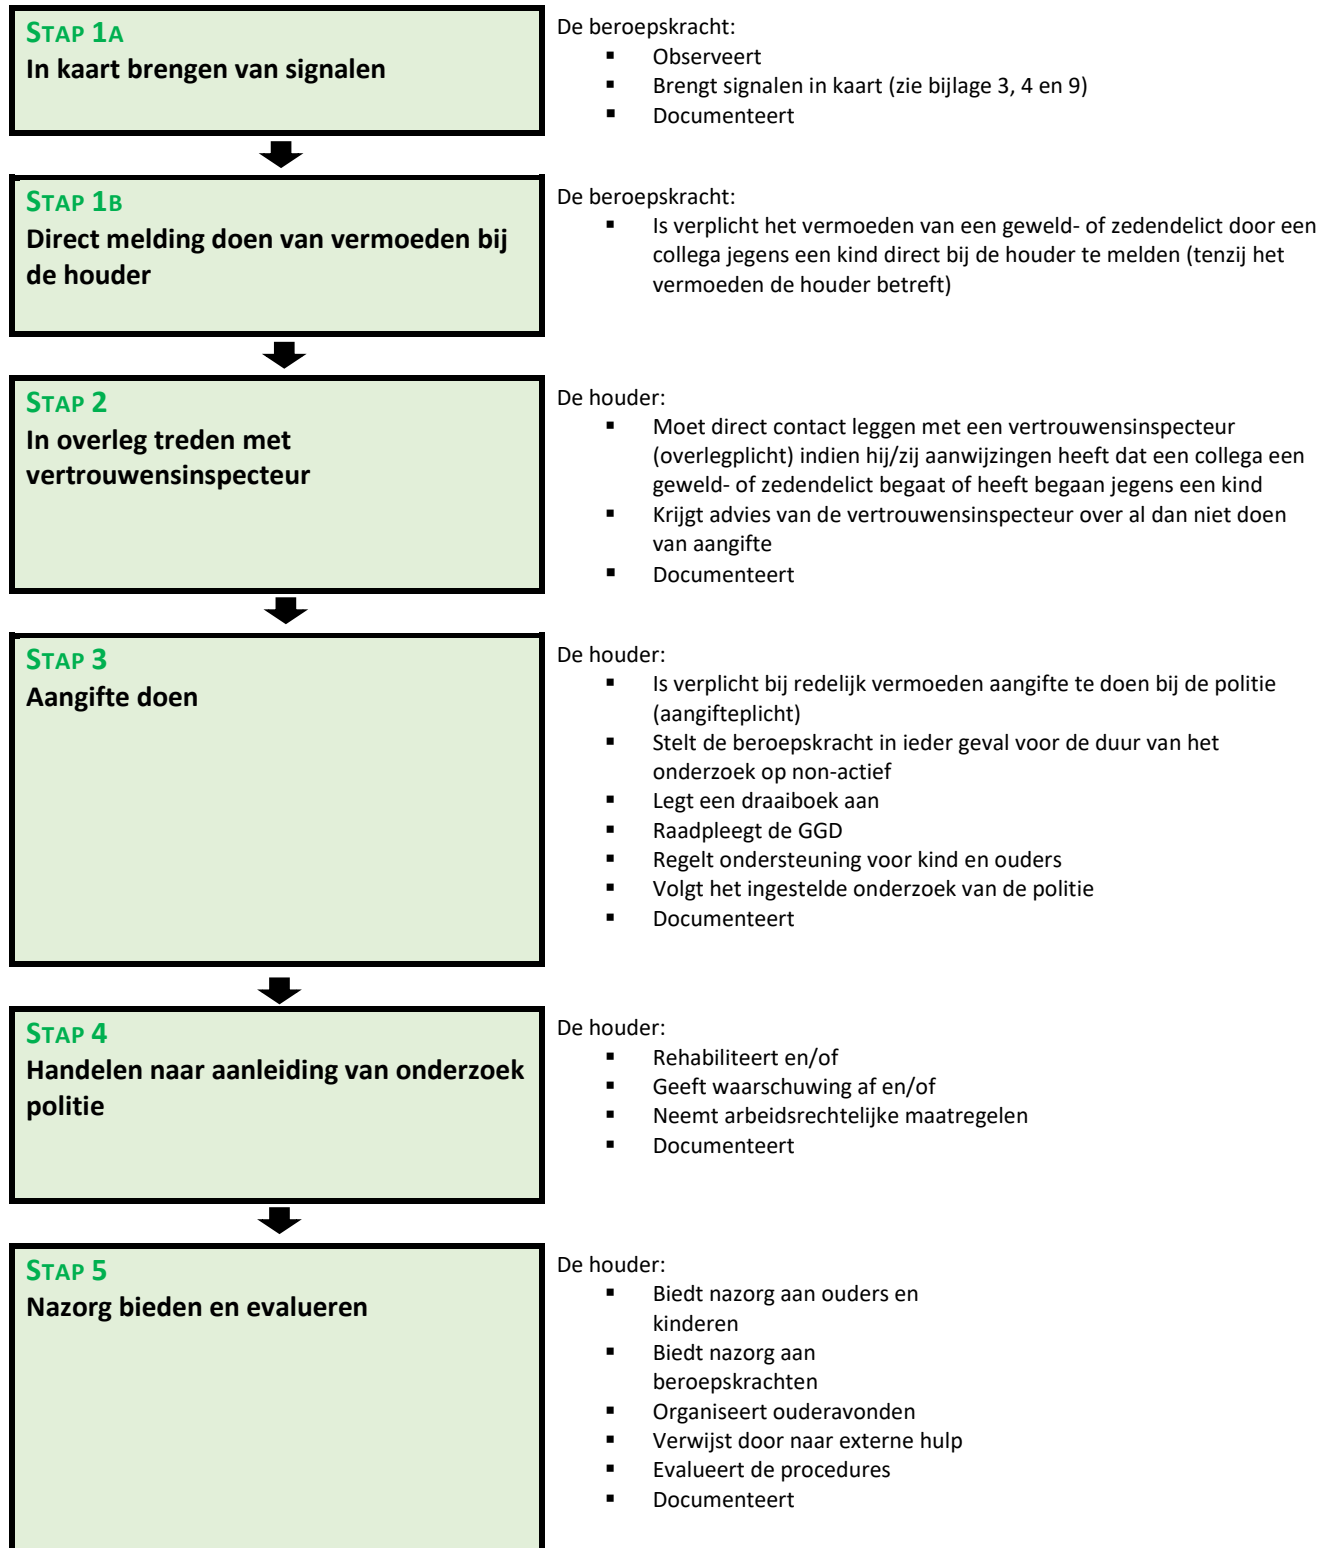 STAP 1A
In kaart brengen van signalen
De beroepskracht:
▪ Observeert
▪ Brengt signalen in kaart (zie bijlage 3, 4 en 9)
▪ Documenteert
STAP 1B
Direct melding doen van vermoeden bij
de houder
De beroepskracht:
▪ Is verplicht het vermoeden van een geweld- of zedendelict door een
collega jegens een kind direct bij de houder te melden (tenzij het
vermoeden de houder betreft)
STAP 2
In overleg treden met
vertrouwensinspecteur
De houder:
▪ Moet direct contact leggen met een vertrouwensinspecteur
(overlegplicht) indien hij/zij aanwijzingen heeft dat een collega een
geweld- of zedendelict begaat of heeft begaan jegens een kind
▪ Krijgt advies van de vertrouwensinspecteur over al dan niet doen
van aangifte
▪ Documenteert
STAP 3
Aangifte doen
De houder:
▪ Is verplicht bij redelijk vermoeden aangifte te doen bij de politie
(aangifteplicht)
▪ Stelt de beroepskracht in ieder geval voor de duur van het
onderzoek op non-actief
▪ Legt een draaiboek aan
▪ Raadpleegt de GGD
▪ Regelt ondersteuning voor kind en ouders
▪ Volgt het ingestelde onderzoek van de politie
▪ Documenteert
STAP 4
Handelen naar aanleiding van onderzoek
politie
De houder:
▪ Rehabiliteert en/of
▪ Geeft waarschuwing af en/of
▪ Neemt arbeidsrechtelijke maatregelen
▪ Documenteert
STAP 5
Nazorg bieden en evalueren
De houder:
▪ Biedt nazorg aan ouders en
kinderen
▪ Biedt nazorg aan
beroepskrachten
▪ Organiseert ouderavonden
▪ Verwijst door naar externe hulp
▪ Evalueert de procedures
▪ Documenteert